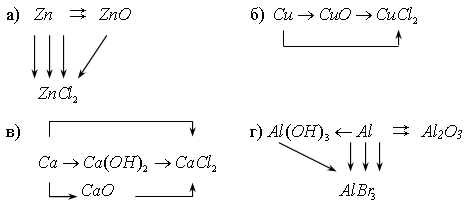 а) Zn ⇉ ZnO
↓ ↓ ↓ ↙
ZnCl₂
б) Cu → CuO → CuCl₂
в)
Ca → Ca(OH)₂ → CaCl₂
CaO
г) Al(OH)₃ ← Al ⇉ Al₂O₃
↘ ↓ ↓ ↓
AlBr₃